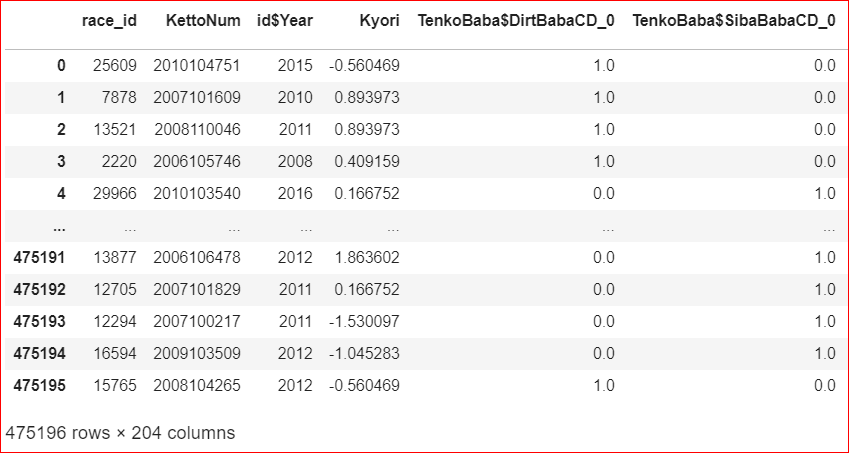 race_id KettoNum id$Year Kyori TenkoBaba$DirtBabaCD_0 TenkoBaba$SibaBabaCD_0
0 25609 2010104751 2015 -0.560469 1.0 0.0
1 7878 2007101609 2010 0.893973 1.0 0.0
2 13521 2008110046 2011 0.893973 1.0 0.0
3 2220 2006105746 2008 0.409159 1.0 0.0
4 29966 2010103540 2016 0.166752 0.0 1.0
... ... ... ... ... ... ...
475191 13877 2006106478 2012 1.863602 0.0 1.0
475192 12705 2007101829 2011 0.166752 0.0 1.0
475193 12294 2007100217 2011 -1.530097 0.0 1.0
475194 16594 2009103509 2012 -1.045283 0.0 1.0
475195 15765 2008104265 2012 -0.560469 1.0 0.0
475196 rows × 204 columns